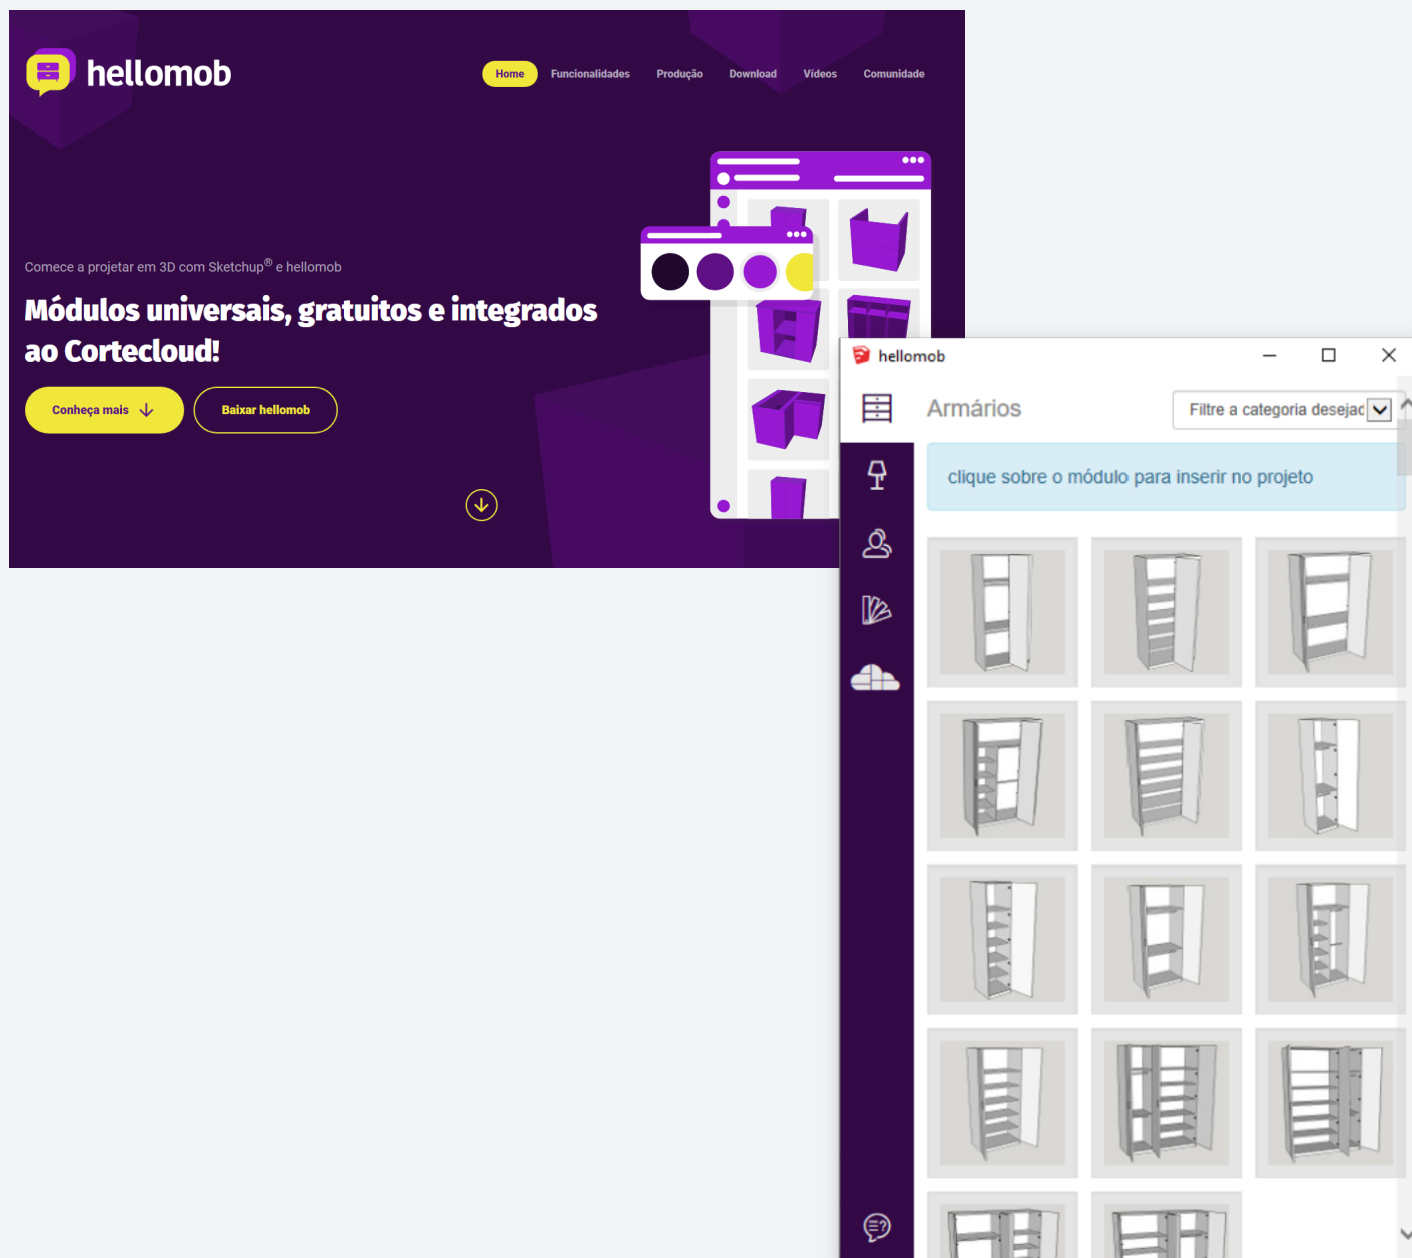 hellomob
Home Funcionalidades Produção Download Vídeos Comunidade
Comece a projetar em 3D com Sketchup® e hellomob
Módulos universais, gratuitos e integrados
ao Cortecloud!
Conheça mais
Baixar hellomob
hellomob
Armários
Filtre a categoria desejad
clique sobre o módulo para inserir no projeto